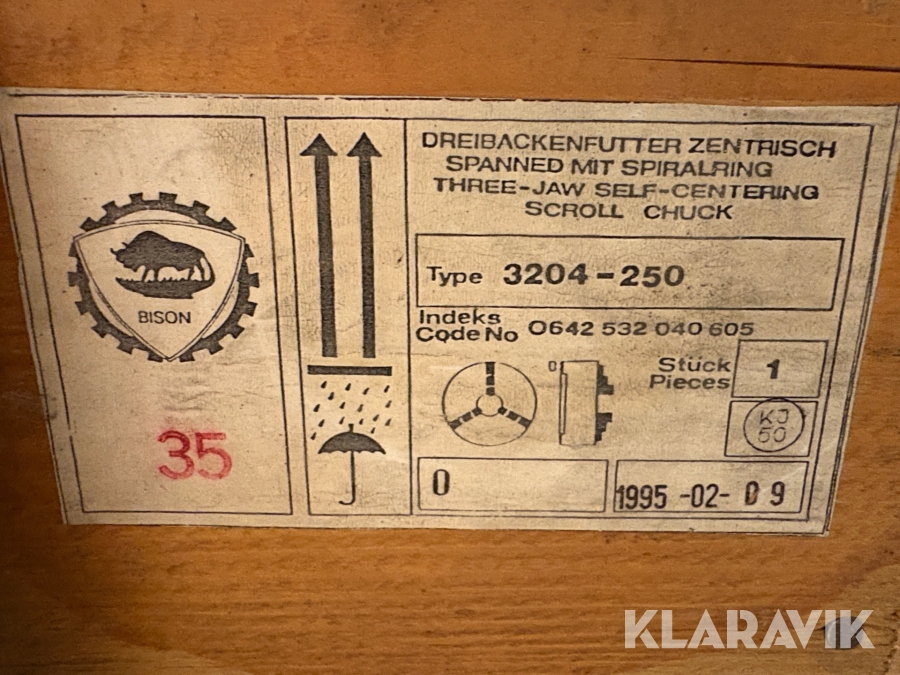 BISON
35
DREIBACKENFUTTER ZENTRISCH
SPANNED MIT SPIRALRING
THREE-JAW SELF-CENTERING
SCROLL CHUCK
Type 3204-250
Indeks
Code No 0642 532 040 605
Stück
Pieces 1
0
KJ
50
0
1995-02-09
KLARAVIK